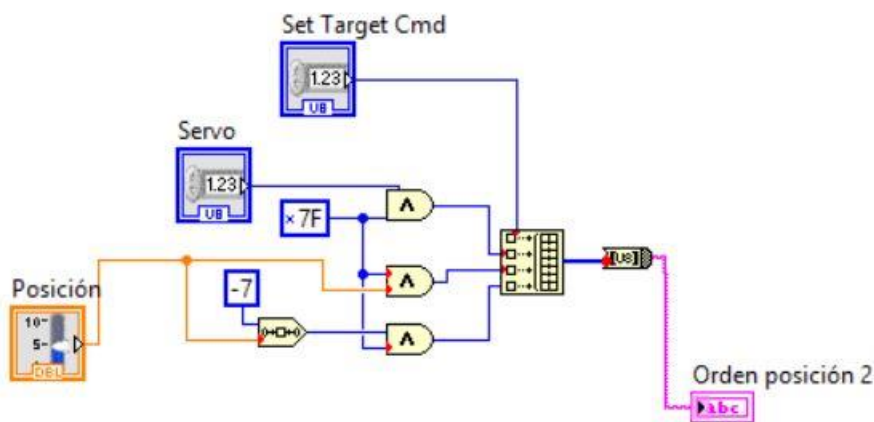 Set Target Cmd
1.23
U8
Servo
1.23
U8
× 7F
Posición
10-
5-
DBL
-7
[U8]
Orden posición 2
abc